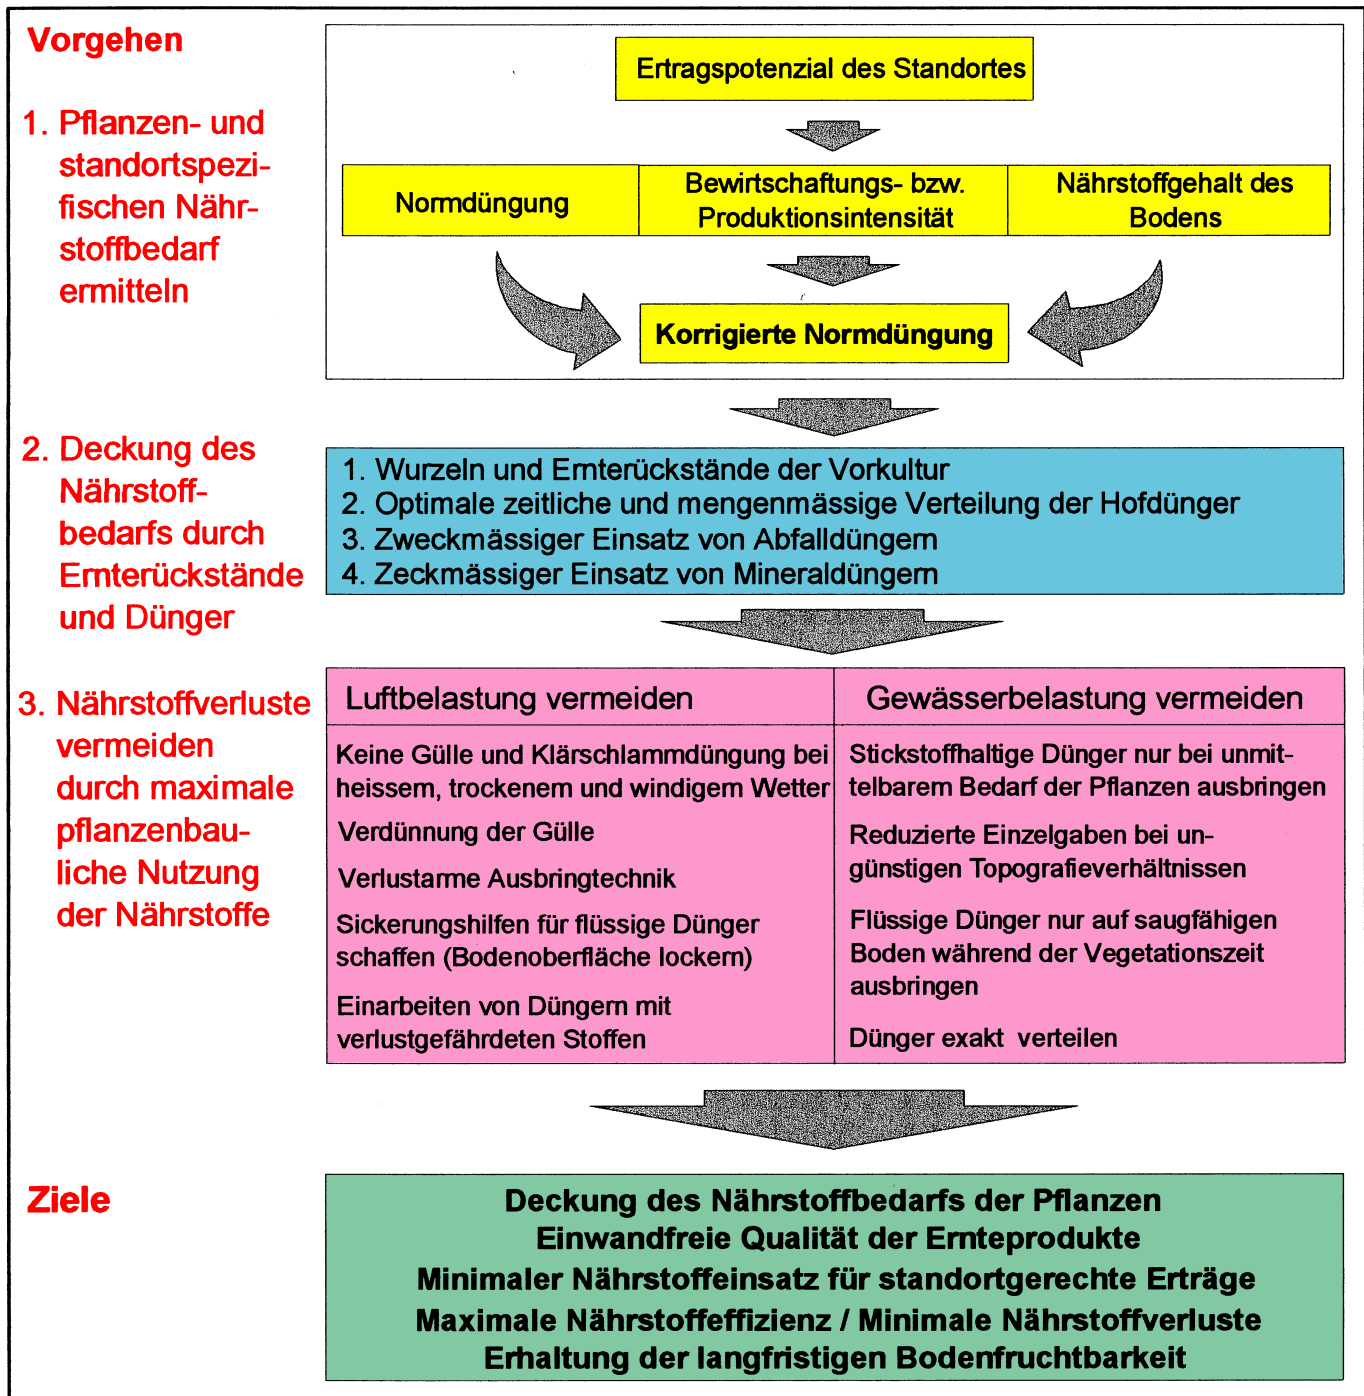 Vorgehen
1. Pflanzen- und
standortspezi-
fischen Nähr-
stoffbedarf
ermitteln
Ertragspotenzial des Standortes
Normdüngung
Bewirtschaftungs- bzw.
Produktionsintensität
Nährstoffgehalt des
Bodens
Korrigierte Normdüngung
2. Deckung des
Nährstoff-
bedarfs durch
Ernterückstände
und Dünger
1. Wurzeln und Ernterückstände der Vorkultur
2. Optimale zeitliche und mengenmässige Verteilung der Hofdünger
3. Zweckmässiger Einsatz von Abfalldüngern
4. Zeckmässiger Einsatz von Mineraldüngern
3. Nährstoffverluste
vermeiden
durch maximale
pflanzenbau-
liche Nutzung
der Nährstoffe
Luftbelastung vermeiden
Keine Gülle und Klärschlammdüngung bei
heissem, trockenem und windigem Wetter
Verdünnung der Gülle
Verlustarme Ausbringtechnik
Sickerungshilfen für flüssige Dünger
schaffen (Bodenoberfläche lockern)
Einarbeiten von Düngern mit
verlustgefährdeten Stoffen
Gewässerbelastung vermeiden
Stickstoffhaltige Dünger nur bei unmit-
telbarem Bedarf der Pflanzen ausbringen
Reduzierte Einzelgaben bei un-
günstigen Topografieverhältnissen
Flüssige Dünger nur auf saugfähigen
Boden während der Vegetationszeit
ausbringen
Dünger exakt verteilen
Ziele
Deckung des Nährstoffbedarfs der Pflanzen
Einwandfreie Qualität der Ernteprodukte
Minimaler Nährstoffeinsatz für standortgerechte Erträge
Maximale Nährstoffeffizienz / Minimale Nährstoffverluste
Erhaltung der langfristigen Bodenfruchtbarkeit